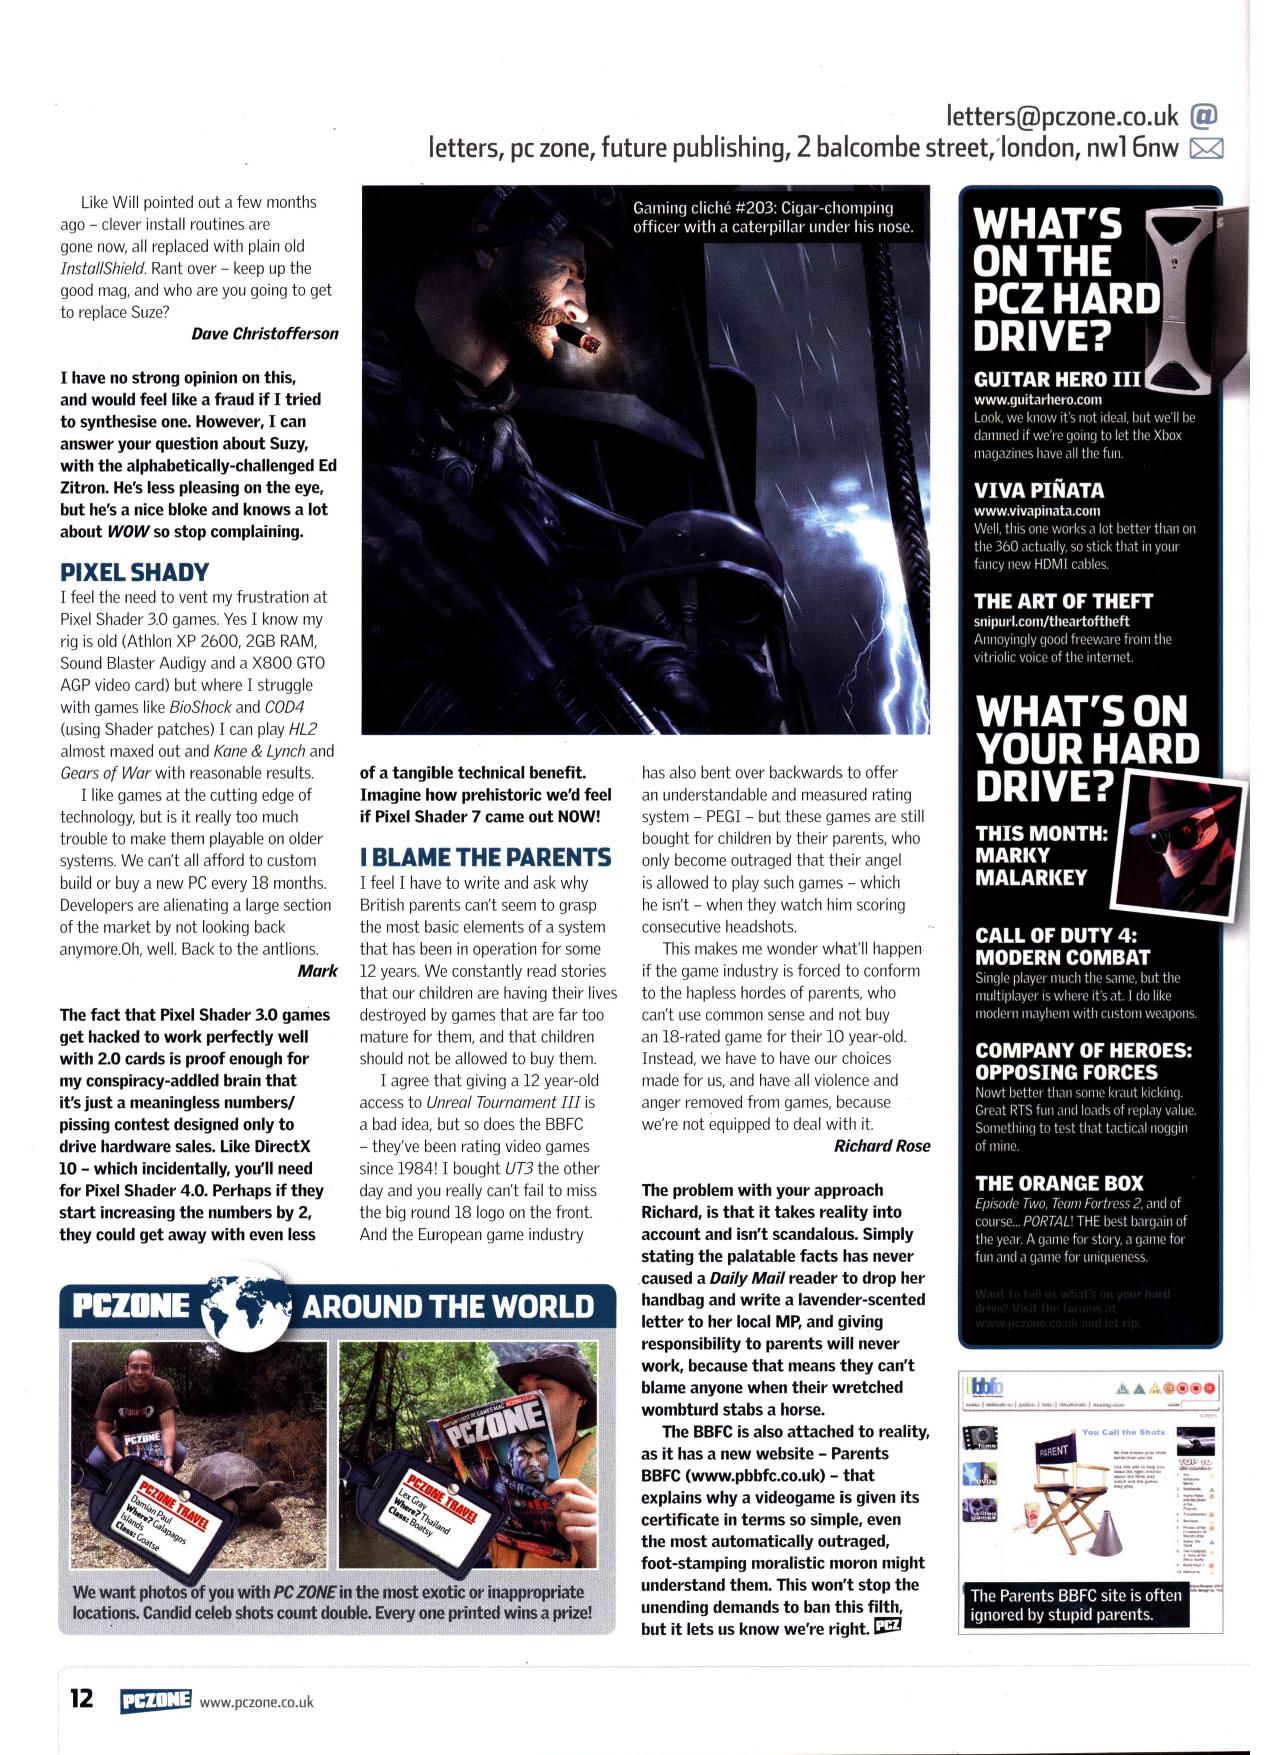 letters@pczone.co.uk @
letters, pc zone, future publishing, 2 balcombe street, london, nw1 6nw
Like Will pointed out a few months
ago – clever install routines are
gone now, all replaced with plain old
InstallShield. Rant over – keep up the
good mag, and who are you going to get
to replace Suze?
Dave Christofferson
I have no strong opinion on this,
and would feel like a fraud if I tried
to synthesise one. However, I can
answer your question about Suzy,
with the alphabetically-challenged Ed
Zitron. He's less pleasing on the eye,
but he's a nice bloke and knows a lot
about WOW so stop complaining.
PIXEL SHADY
I feel the need to vent my frustration at
Pixel Shader 3.0 games. Yes I know my
rig is old (Athlon XP 2600, 2GB RAM,
Sound Blaster Audigy and a X800 GTO
AGP video card) but where I struggle
with games like BioShock and COD4
(using Shader patches) I can play HL2
almost maxed out and Kane & Lynch and
Gears of War with reasonable results.
I like games at the cutting edge of
technology, but is it really too much
trouble to make them playable on older
systems. We can't all afford to custom
build or buy a new PC every 18 months.
Developers are alienating a large section
of the market by not looking back
anymore.Oh, well. Back to the antlions.
Mark
The fact that Pixel Shader 3.0 games
get hacked to work perfectly well
with 2.0 cards is proof enough for
my conspiracy-addled brain that
it's just a meaningless numbers/
pissing contest designed only to
drive hardware sales. Like DirectX
10 – which incidentally, you'll need
for Pixel Shader 4.0. Perhaps if they
start increasing the numbers by 2,
they could get away with even less
Gaming cliché #203: Cigar-chomping
officer with a caterpillar under his nose.
of a tangible technical benefit.
Imagine how prehistoric we'd feel
if Pixel Shader 7 came out NOW!
I BLAME THE PARENTS
I feel I have to write and ask why
British parents can't seem to grasp
the most basic elements of a system
that has been in operation for some
12 years. We constantly read stories
that our children are having their lives
destroyed by games that are far too
mature for them, and that children
should not be allowed to buy them.
I agree that giving a 12 year-old
access to Unreal Tournament III is
a bad idea, but so does the BBFC
– they've been rating video games
since 1984! I bought UT3 the other
day and you really can't fail to miss
the big round 18 logo on the front.
And the European game industry
has also bent over backwards to offer
an understandable and measured rating
system – PEGI – but these games are still
bought for children by their parents, who
only become outraged that their angel
is allowed to play such games – which
he isn't – when they watch him scoring
consecutive headshots.
This makes me wonder what'll happen
if the game industry is forced to conform
to the hapless hordes of parents, who
can't use common sense and not buy
an 18-rated game for their 10 year-old.
Instead, we have to have our choices
made for us, and have all violence and
anger removed from games, because
we're not equipped to deal with it.
Richard Rose
The problem with your approach
Richard, is that it takes reality into
account and isn't scandalous. Simply
stating the palatable facts has never
caused a Daily Mail reader to drop her
handbag and write a lavender-scented
letter to her local MP, and giving
responsibility to parents will never
work, because that means they can't
blame anyone when their wretched
wombturd stabs a horse.
The BBFC is also attached to reality,
as it has a new website – Parents
BBFC (www.pbbfc.co.uk) – that
explains why a videogame is given its
certificate in terms so simple, even
the most automatically outraged,
foot-stamping moralistic moron might
understand them. This won't stop the
unending demands to ban this filth,
but it lets us know we're right. PCZ
PCZONE AROUND THE WORLD
PCZONE
PCZONE TRAVEL
Damian Paul
Where? Galapagos
Islands
Class: Goatse
PCZONE
PCZONE TRAVEL
Lex Gray
Where? Thailand
Class: Boatsy
We want photos of you with PC ZONE in the most exotic or inappropriate
locations. Candid celeb shots count double. Every one printed wins a prize!
WHAT'S
ON THE
PCZ HARD
DRIVE?
GUITAR HERO III
www.guitarhero.com
Look, we know it's not ideal, but we'll be
damned if we're going to let the Xbox
magazines have all the fun.
VIVA PIÑATA
www.vivapinata.com
Well, this one works a lot better than on
the 360 actually, so stick that in your
fancy new HDMI cables.
THE ART OF THEFT
snipurl.com/theartoftheft
Annoyingly good freeware from the
vitriolic voice of the internet.
WHAT'S ON
YOUR HARD
DRIVE?
THIS MONTH:
MARKY
MALARKEY
CALL OF DUTY 4:
MODERN COMBAT
Single player much the same, but the
multiplayer is where it's at. I do like
modern mayhem with custom weapons.
COMPANY OF HEROES:
OPPOSING FORCES
Nowt better than some kraut kicking.
Great RTS fun and loads of replay value.
Something to test that tactical noggin
of mine.
THE ORANGE BOX
Episode Two, Team Fortress 2, and of
course... PORTAL! THE best bargain of
the year. A game for story, a game for
fun and a game for uniqueness.
Want to tell us what's on your hard
drive? Visit the forums at
www.pczone.co.uk and let rip.
bbfc
You Call the Shots
PARENT
films
DVDs
video games
TOP 10
The Parents BBFC site is often
ignored by stupid parents.
12 PCZONE www.pczone.co.uk